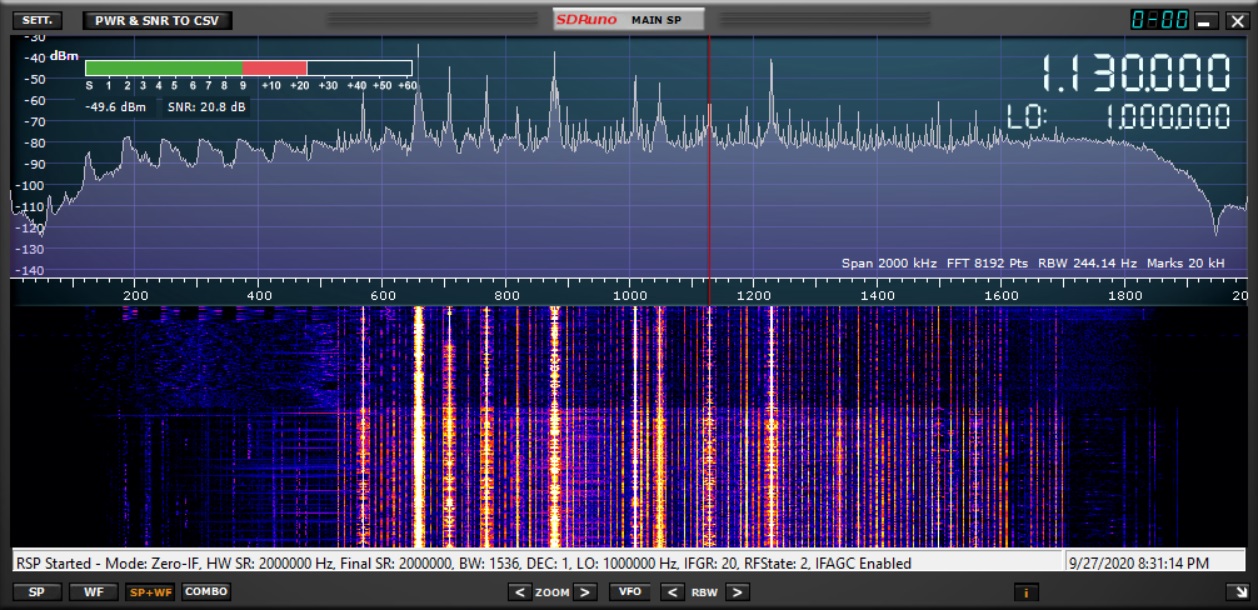 SETT. PWR & SNR TO CSV SDRuno MAIN SP 0-00
-30
-40 dBm
-50
S 1 2 3 4 5 6 7 8 9 +10 +20 +30 +40 +50 +60
1.130.000
-60 -49.6 dBm SNR: 20.8 dB
LO: 1.000.000
-70
-80
-90
-100
-110
-120
-130
-140
Span 2000 kHz FFT 8192 Pts RBW 244.14 Hz Marks 20 kH
200 400 600 800 1000 1200 1400 1600 1800 20
RSP Started - Mode: Zero-IF, HW SR: 2000000 Hz, Final SR: 2000000, BW: 1536, DEC: 1, LO: 1000000 Hz, IFGR: 20, RFState: 2, IFAGC Enabled 9/27/2020 8:31:14 PM
SP WF SP+WF COMBO < ZOOM > VFO < RBW > i